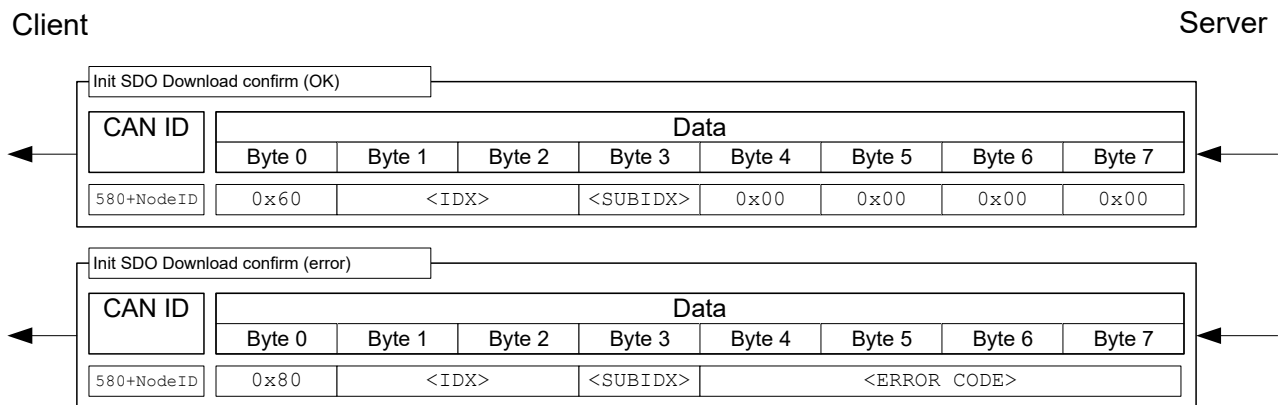 Client Server
Init SDO Download confirm (OK)
CAN ID Data
Byte 0 Byte 1 Byte 2 Byte 3 Byte 4 Byte 5 Byte 6 Byte 7
580+NodeID 0x60 <IDX> <SUBIDX> 0x00 0x00 0x00 0x00
Init SDO Download confirm (error)
CAN ID Data
Byte 0 Byte 1 Byte 2 Byte 3 Byte 4 Byte 5 Byte 6 Byte 7
580+NodeID 0x80 <IDX> <SUBIDX> <ERROR CODE>